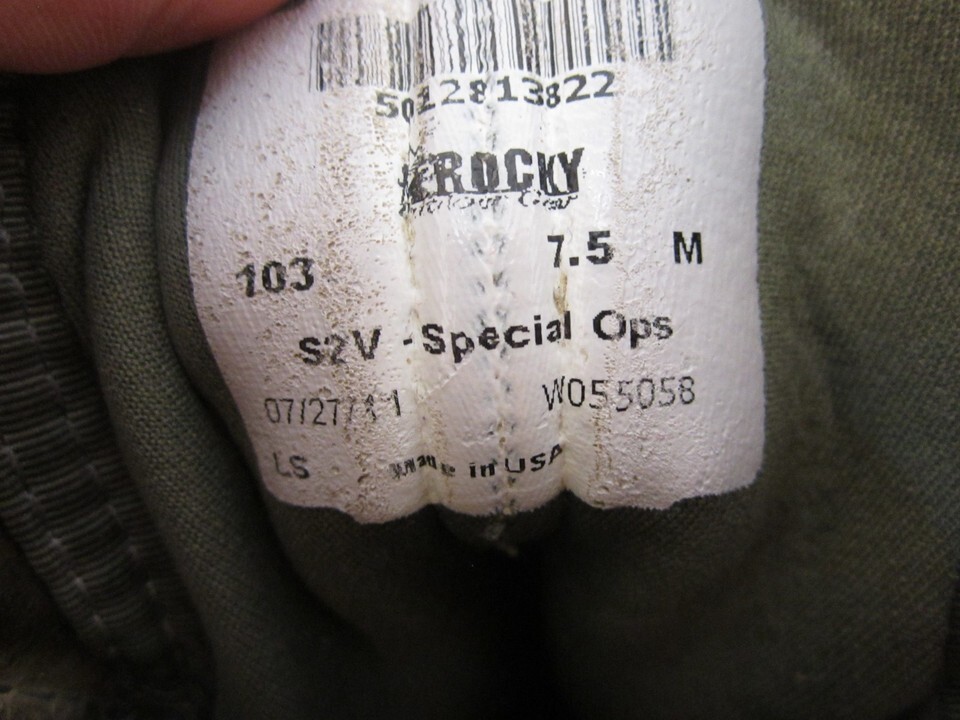 5012813822
ROCKY
103 7.5 M
S2V - Special Ops
07/27/11 W055058
LS Made in USA